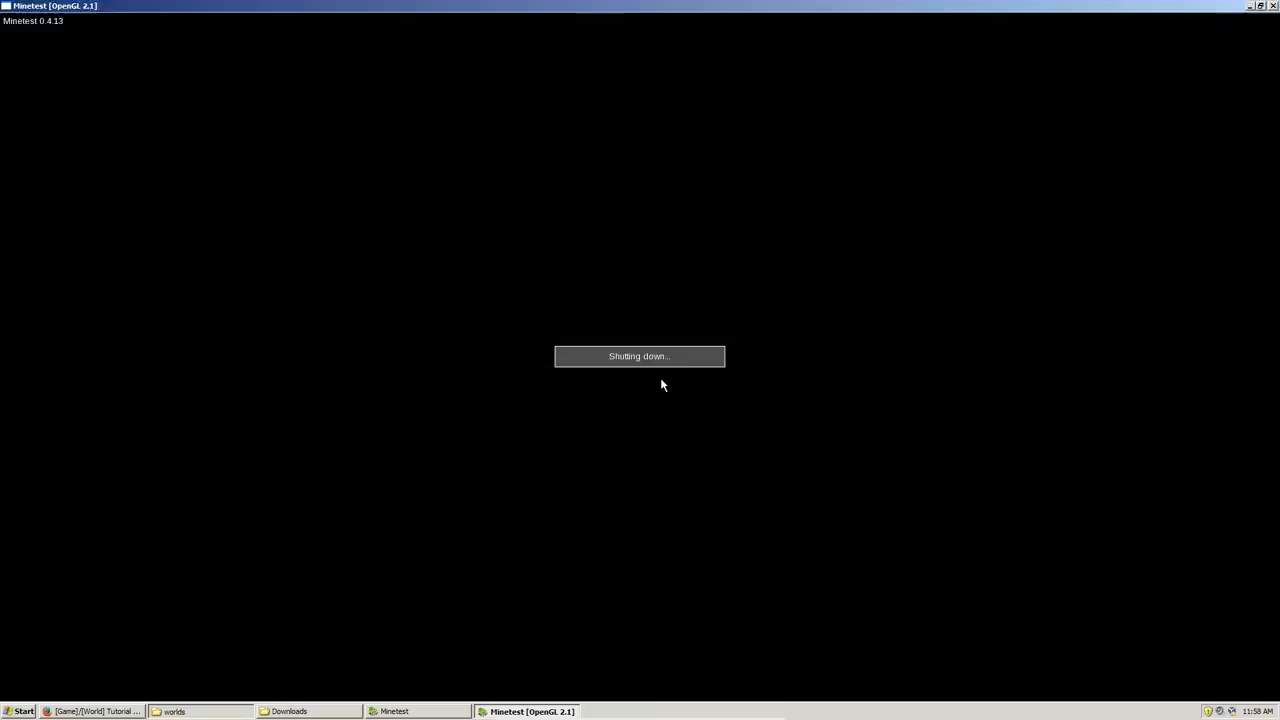 Minetest [OpenGL 2.1]
Minetest 0.4.13
Shutting down...
Start
[Game]/[World] Tutorial ...
worlds
Downloads
Minetest
Minetest [OpenGL 2.1]
11:58 AM